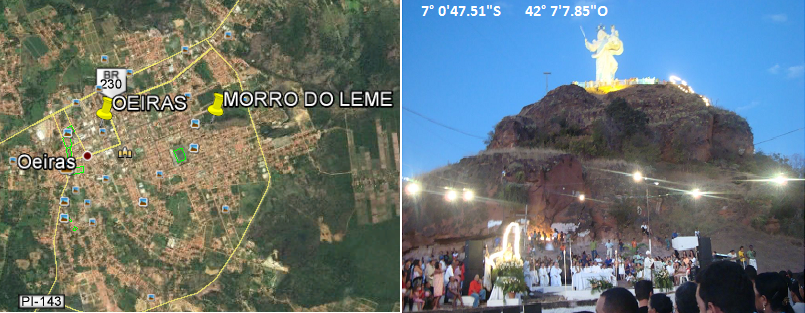 BR
230
OEIRAS
MORRO DO LEME
Oeiras
PI-143
7° 0'47.51"S 42° 7'7.85"O